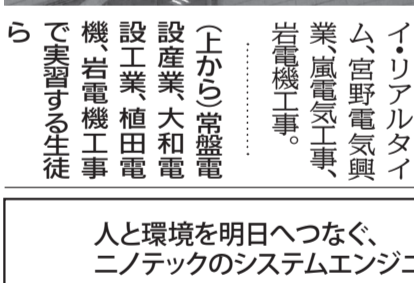 イ・リアルタイ
ム、宮野電気興
業、嵐電気工事、
岩電機工事。
(上から)常盤電
設産業、大和電
設工業、植田電
機、岩電機工事
で実習する生徒
ら
人と環境を明日へつなぐ、
ニノテックのシステムエンジニ